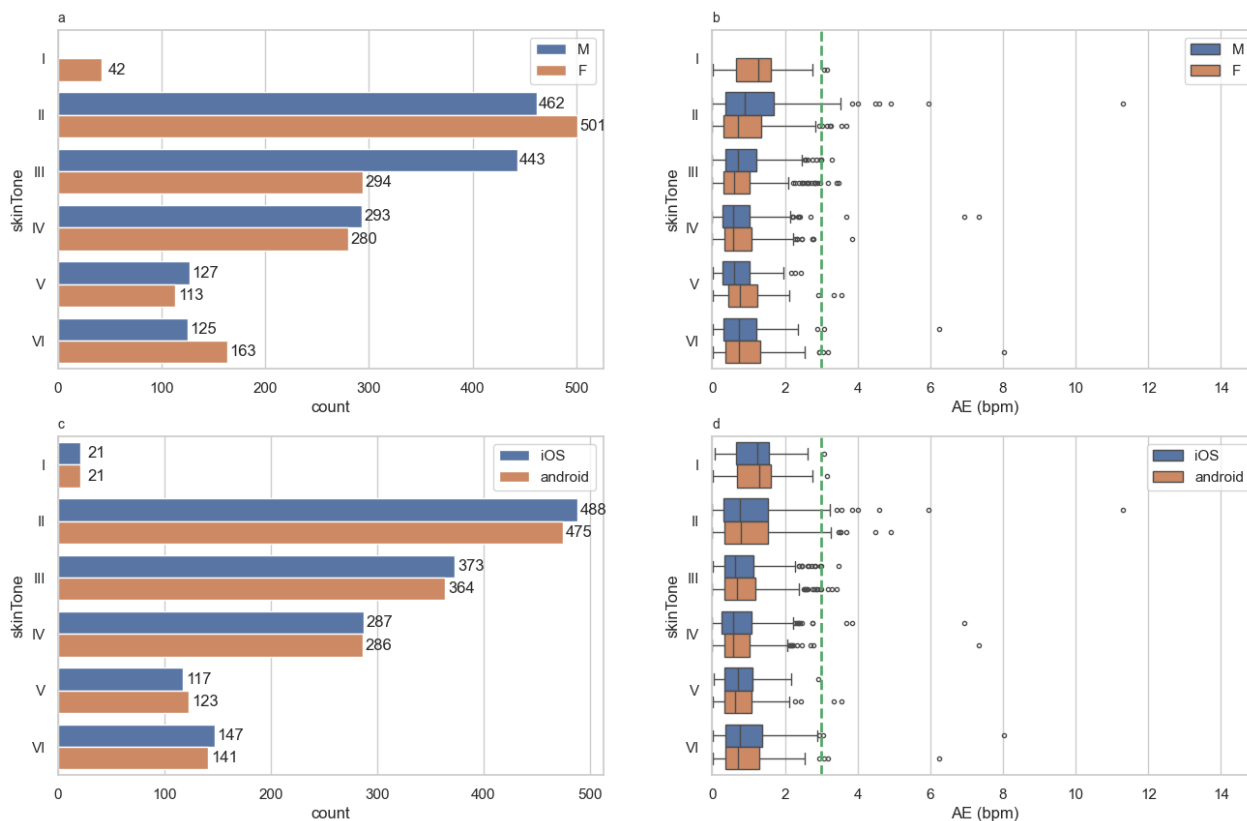 a
skinTone
I
II
III
IV
V
VI
42
462
501
443
294
293
280
127
113
125
163
M
F
0 100 200 300 400 500
count
b
skinTone
I
II
III
IV
V
VI
M
F
0 2 4 6 8 10 12 14
AE (bpm)
c
skinTone
I
II
III
IV
V
VI
21
21
488
475
373
364
287
286
117
123
147
141
iOS
android
0 100 200 300 400 500
count
d
skinTone
I
II
III
IV
V
VI
iOS
android
0 2 4 6 8 10 12 14
AE (bpm)